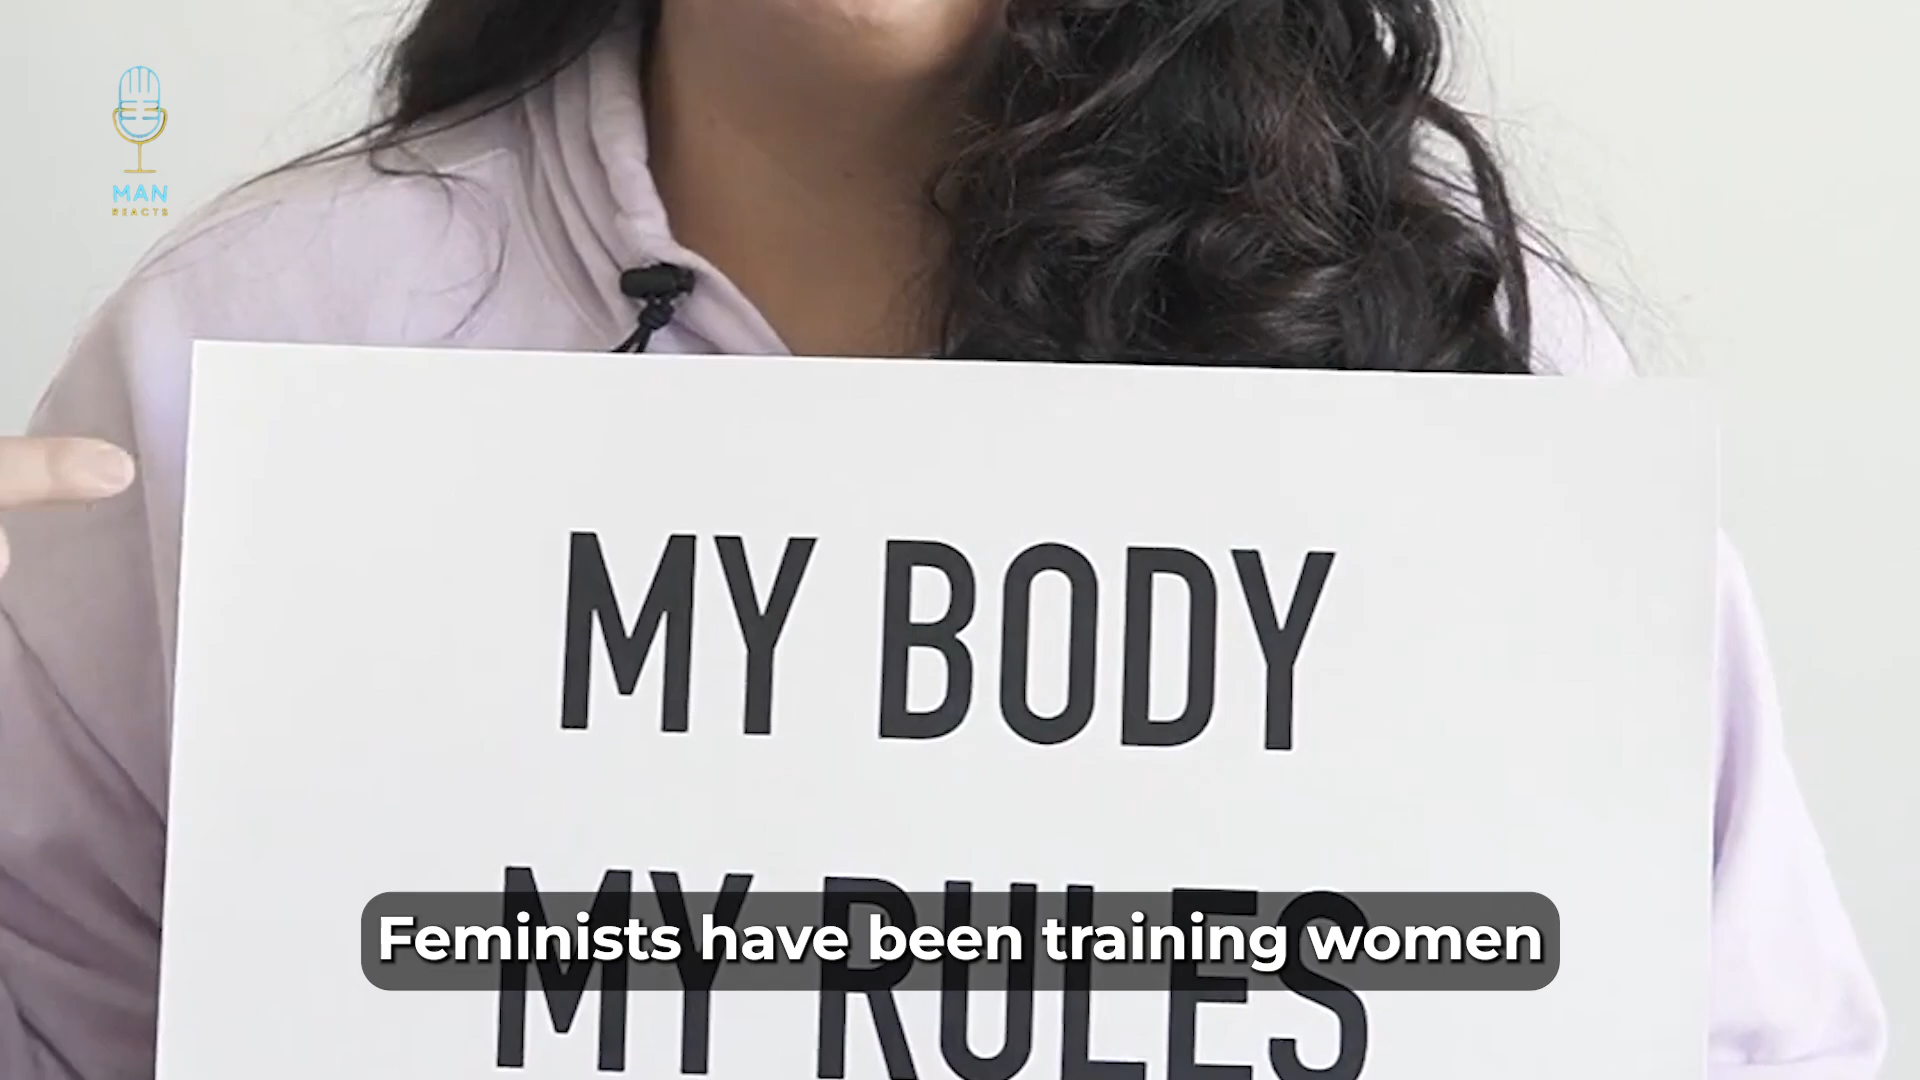 MAN
REACTS
MY BODY
MY RULES
Feminists have been training women